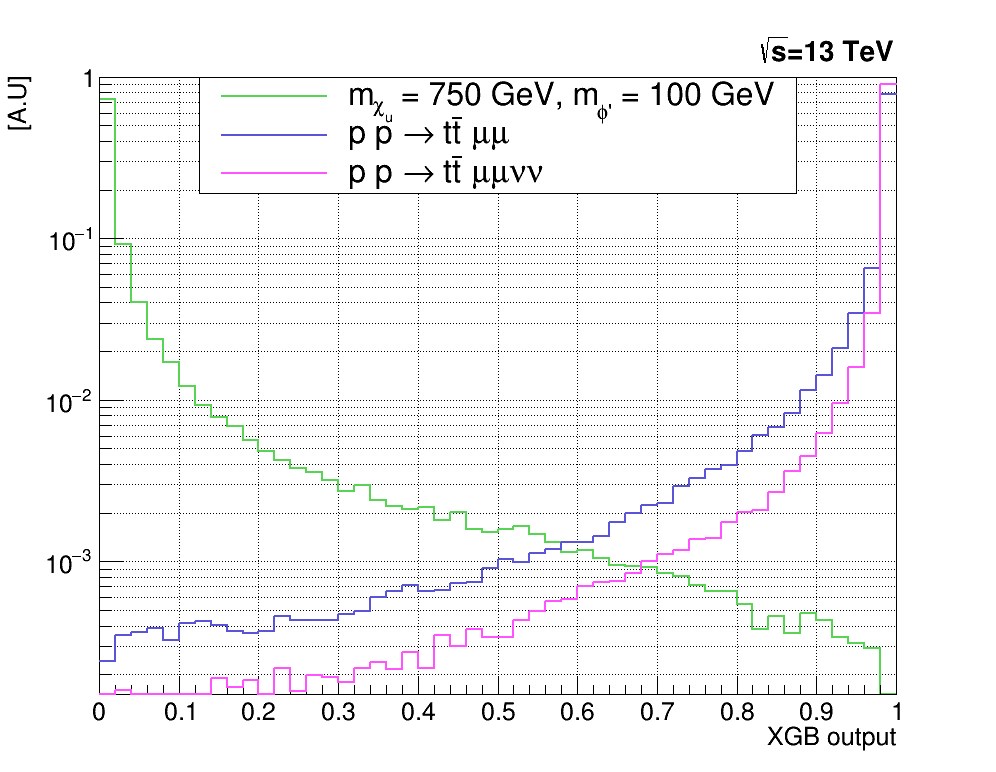 √s=13 TeV
[A.U]
m_χ_u = 750 GeV, m_ϕ' = 100 GeV
p p → tt̄ μμ
p p → tt̄ μμνν
1
10⁻¹
10⁻²
10⁻³
0 0.1 0.2 0.3 0.4 0.5 0.6 0.7 0.8 0.9 1
XGB output